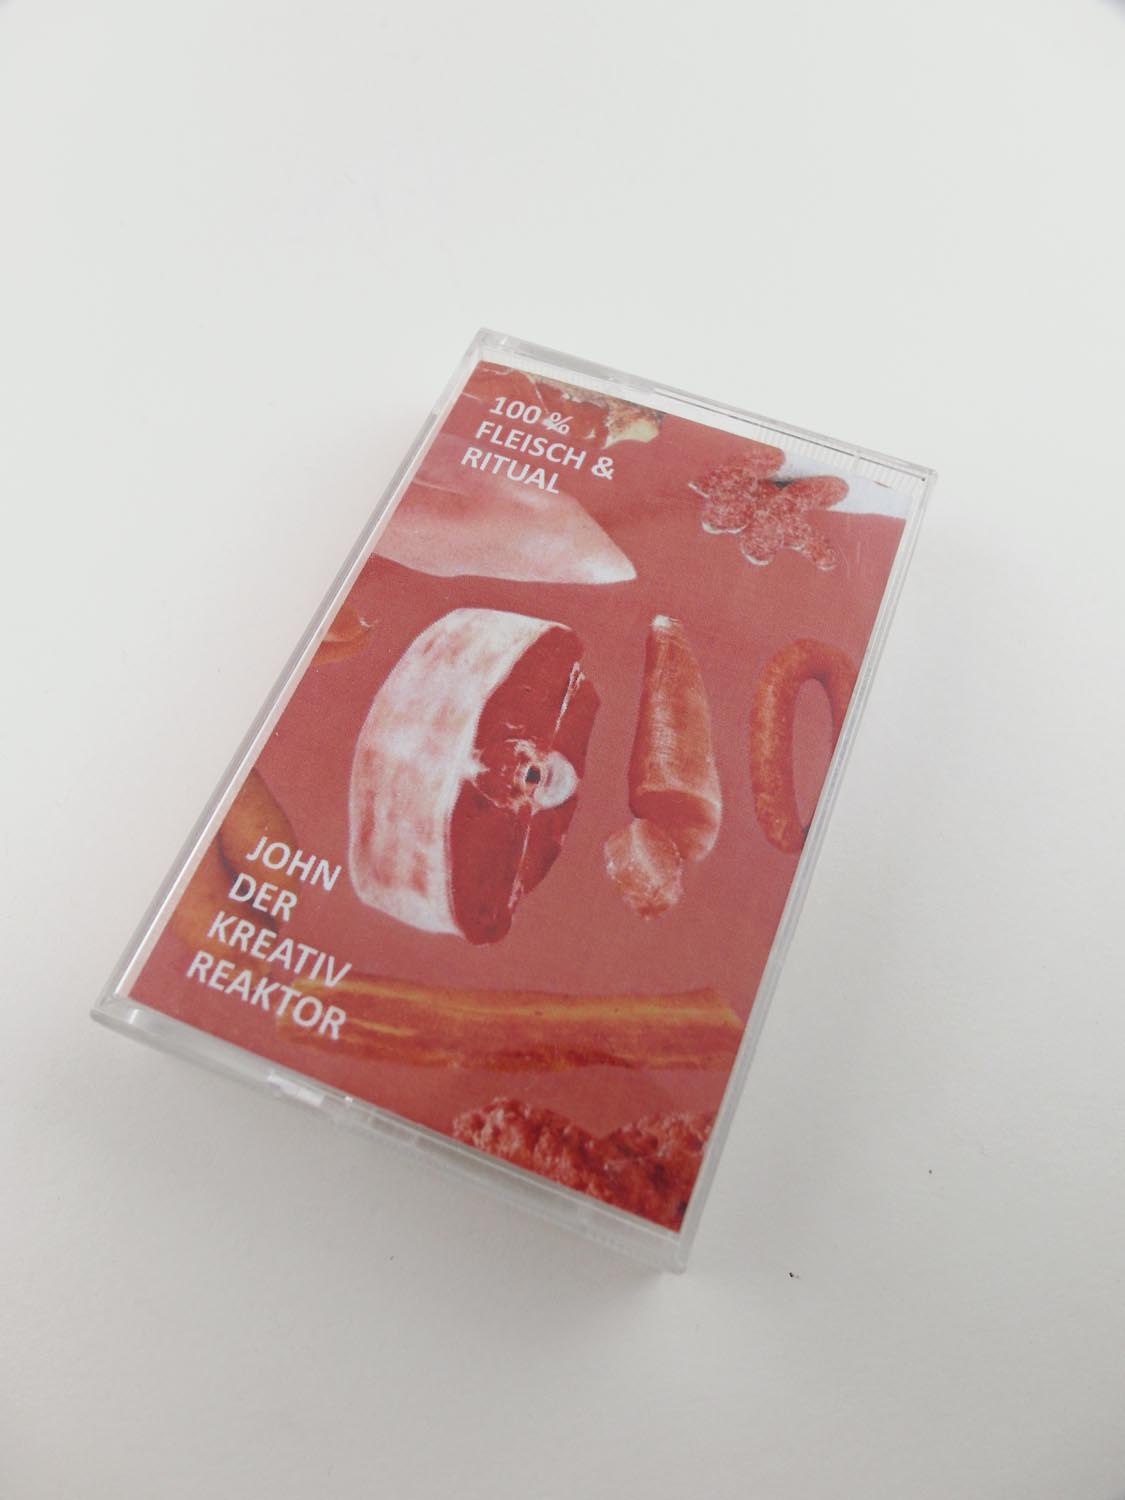 100 %
FLEISCH &
RITUAL
JOHN
DER
KREATIV
REAKTOR